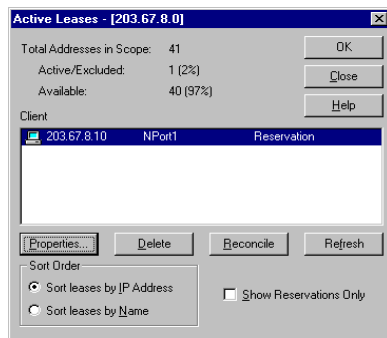 Active Leases - [203.67.8.0]
Total Addresses in Scope: 41
Active/Excluded: 1 (2%)
Available: 40 (97%)
OK
Close
Help
Client
203.67.8.10 NPort1 Reservation
Properties... Delete Reconcile Refresh
Sort Order
Sort leases by IP Address
Sort leases by Name
Show Reservations Only